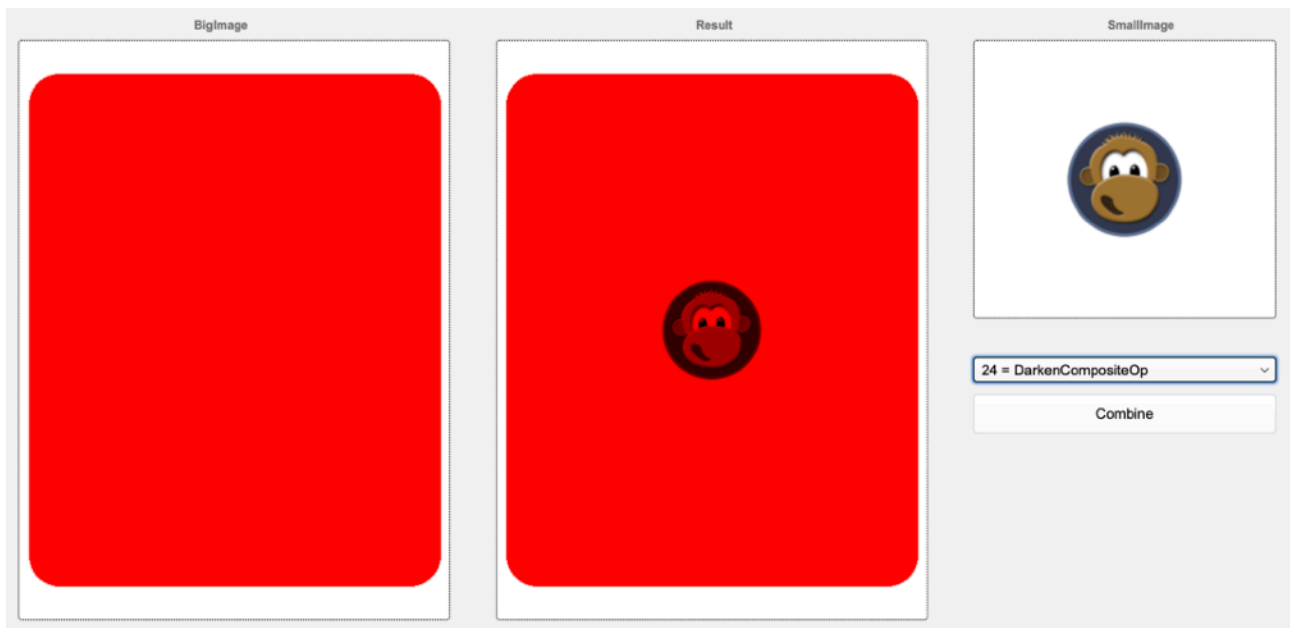 BigImage
Result
SmallImage
24 = DarkenCompositeOp
Combine